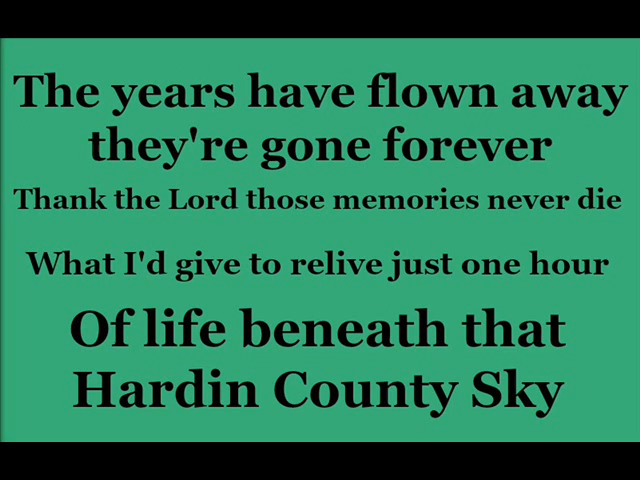 The years have flown away
they're gone forever
Thank the Lord those memories never die
What I'd give to relive just one hour
Of life beneath that
Hardin County Sky